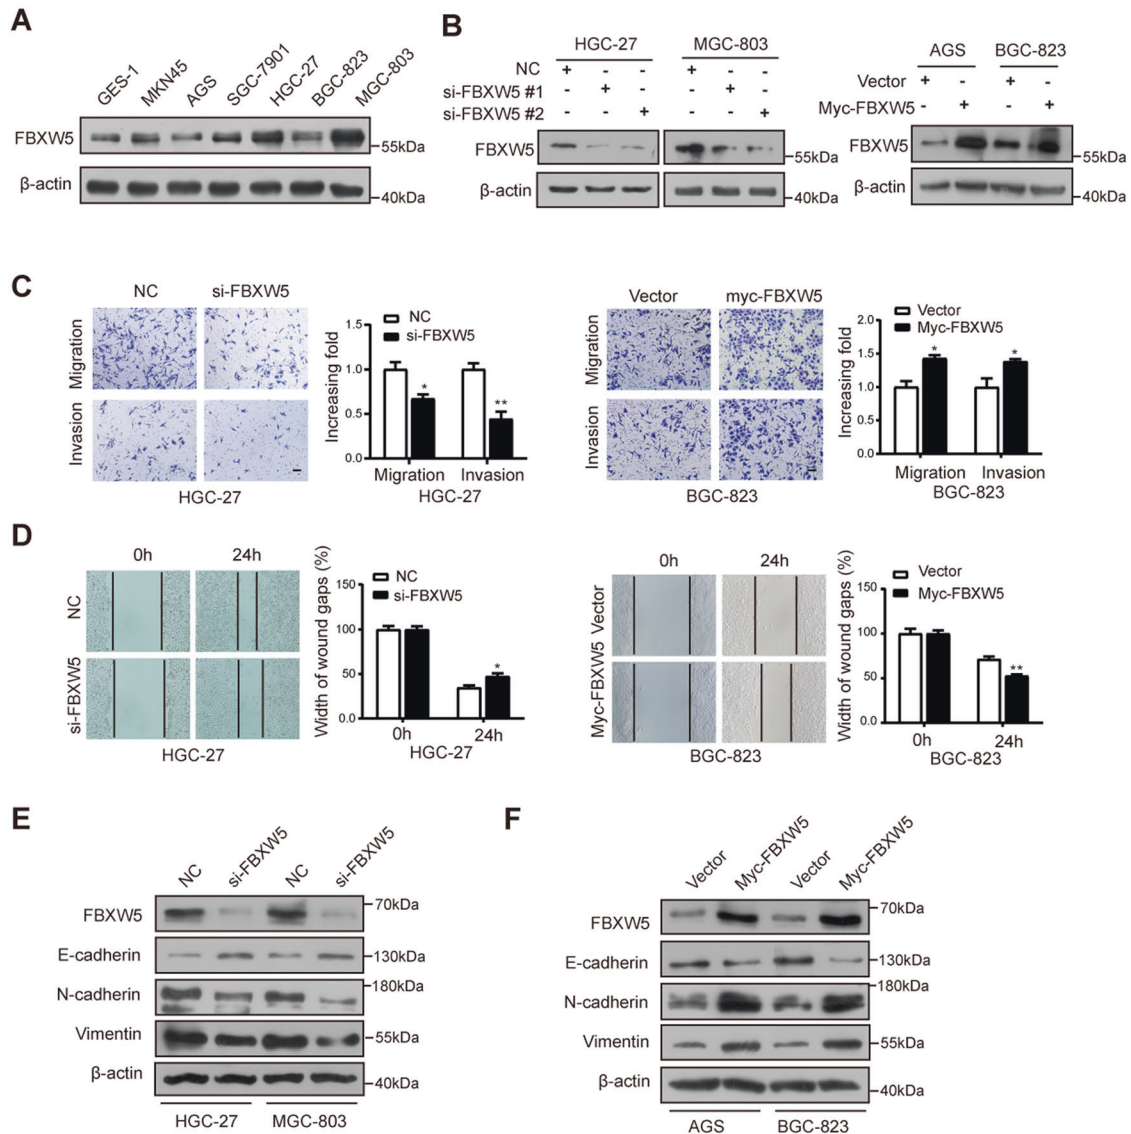 A
GES-1 MKN45 AGS SGC-7901 HGC-27 BGC-823 MGC-803
FBXW5
55kDa
β-actin
40kDa
B
HGC-27 MGC-803
NC + - - + - -
si-FBXW5 #1 - + - - + -
si-FBXW5 #2 - - + - - +
FBXW5
55kDa
β-actin
40kDa
AGS BGC-823
Vector + - + -
Myc-FBXW5 - + - +
FBXW5
55kDa
β-actin
40kDa
C
NC si-FBXW5
Migration
Invasion
HGC-27
Increasing fold
1.5
1.0
0.5
0.0
NC
si-FBXW5
*
**
Migration Invasion
HGC-27
Vector myc-FBXW5
Migration
Invasion
BGC-823
Increasing fold
2.0
1.5
1.0
0.5
0.0
Vector
Myc-FBXW5
*
*
Migration Invasion
BGC-823
D
0h 24h
NC
si-FBXW5
HGC-27
Width of wound gaps (%)
150
100
50
0.0
NC
si-FBXW5
*
0h 24h
HGC-27
0h 24h
Vector
Myc-FBXW5
BGC-823
Width of wound gaps (%)
150
100
50
0.0
Vector
Myc-FBXW5
**
0h 24h
BGC-823
E
NC si-FBXW5 NC si-FBXW5
FBXW5
70kDa
E-cadherin
130kDa
N-cadherin
180kDa
Vimentin
55kDa
β-actin
40kDa
HGC-27 MGC-803
F
Vector Myc-FBXW5 Vector Myc-FBXW5
FBXW5
70kDa
E-cadherin
130kDa
N-cadherin
180kDa
Vimentin
55kDa
β-actin
40kDa
AGS BGC-823